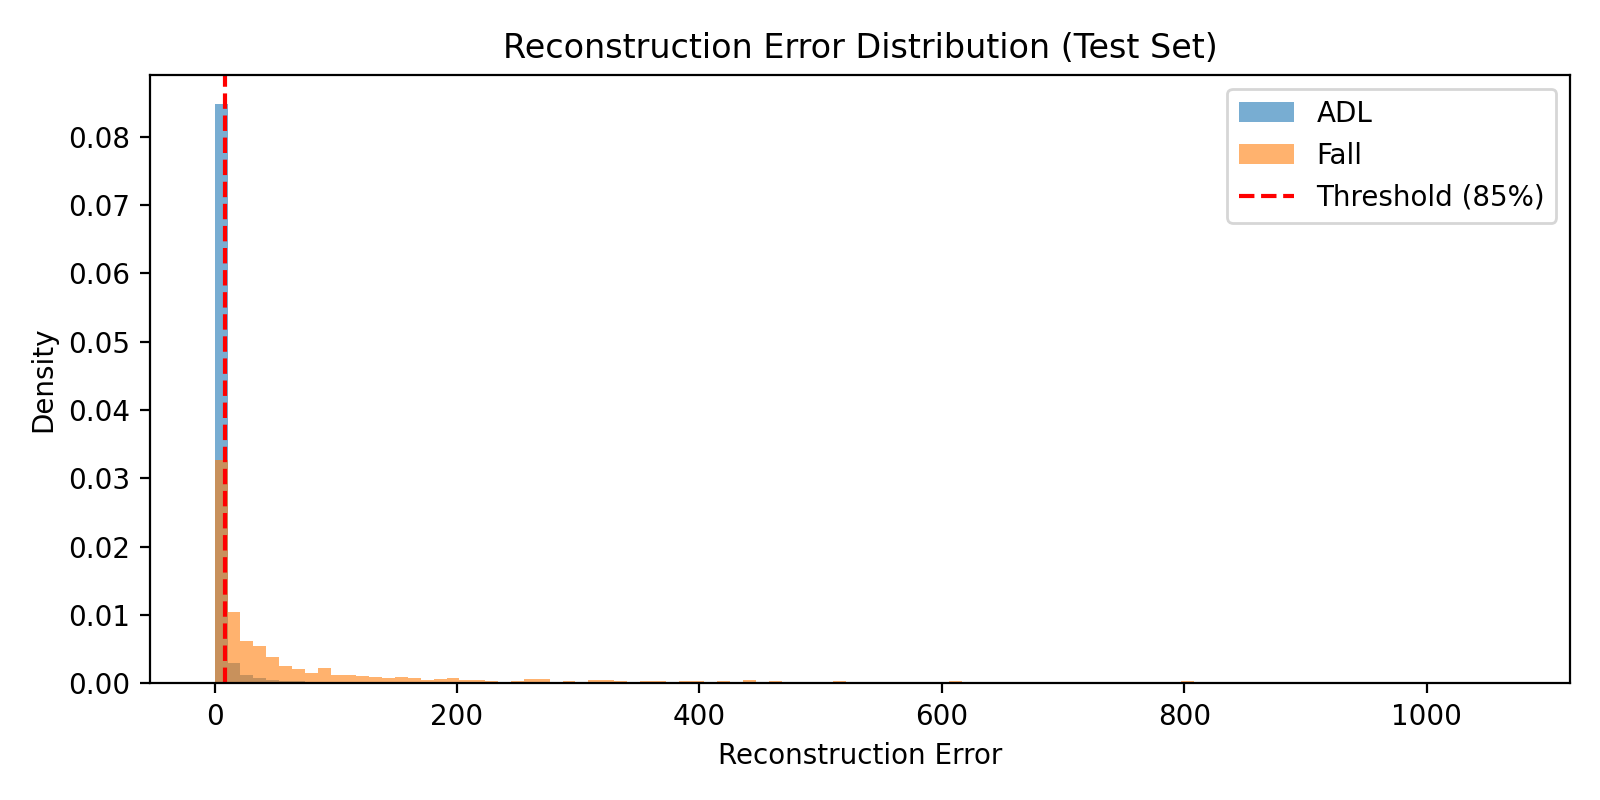 Reconstruction Error Distribution (Test Set)
ADL
Fall
Threshold (85%)
Density
0.08
0.07
0.06
0.05
0.04
0.03
0.02
0.01
0.00
0
200
400
600
800
1000
Reconstruction Error